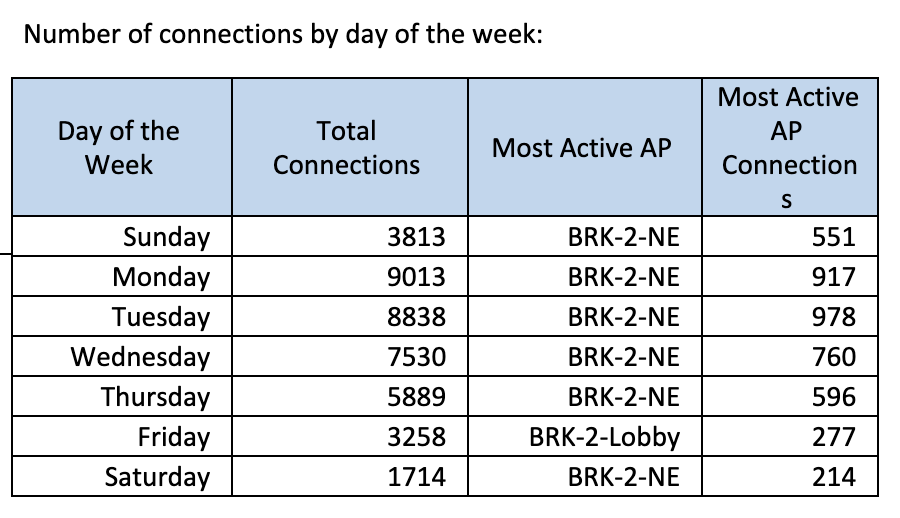 Number of connections by day of the week:
Day of the
Week
Total
Connections
Most Active AP
Most Active
AP
Connection
s
Sunday 3813 BRK-2-NE 551
Monday 9013 BRK-2-NE 917
Tuesday 8838 BRK-2-NE 978
Wednesday 7530 BRK-2-NE 760
Thursday 5889 BRK-2-NE 596
Friday 3258 BRK-2-Lobby 277
Saturday 1714 BRK-2-NE 214